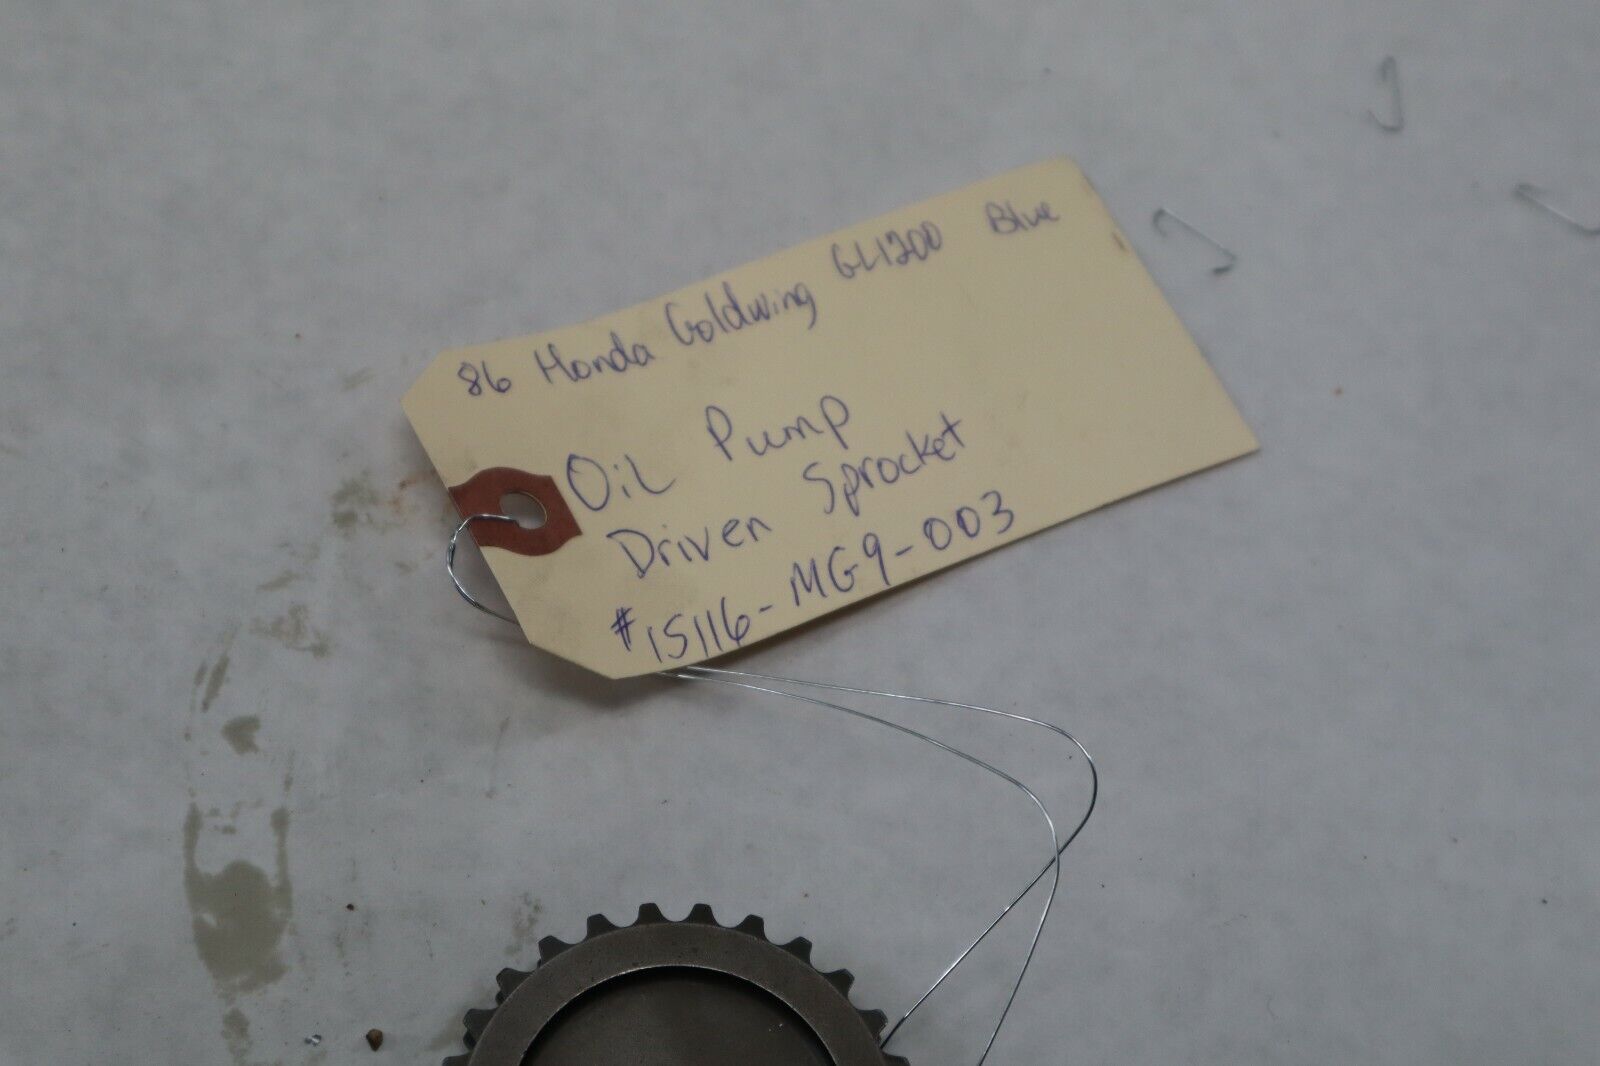 86 Honda Goldwing GL1200 Blue
Oil Pump
Driven Sprocket
#15116-MG9-003